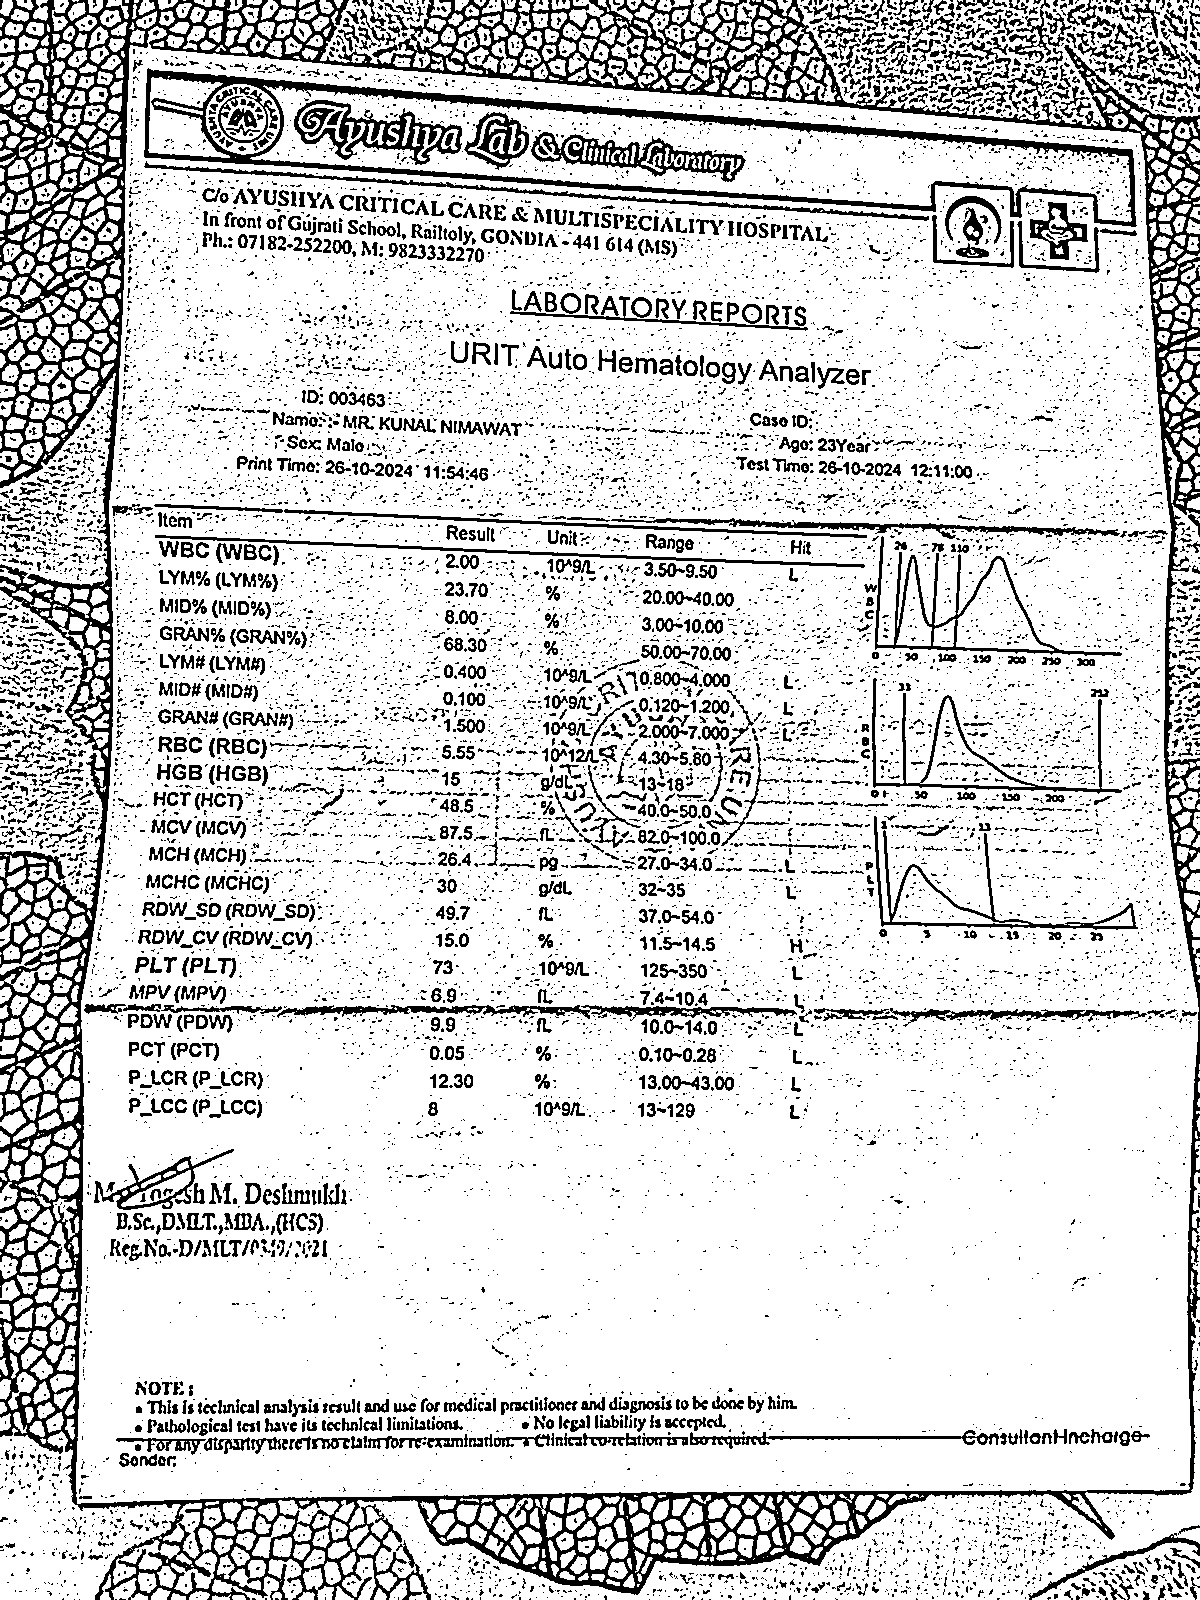 Ayushya Lab & Clinical Laboratory
C/o AYUSHYA CRITICAL CARE & MULTISPECIALITY HOSPITAL
In front of Gujrati School, Railtoly, GONDIA - 441 614 (MS)
Ph.: 07182-252200, M: 9823332270
LABORATORY REPORTS
URIT Auto Hematology Analyzer
ID: 003463
Name: :- MR. KUNAL NIMAWAT Case ID:
Sex: Male Age: 23Year
Print Time: 26-10-2024 11:54:46 Test Time: 26-10-2024 12:11:00
Item Result Unit Range Hit
WBC (WBC) 2.00 10^9/L 3.50~9.50 L
LYM% (LYM%) 23.70 % 20.00~40.00
MID% (MID%) 8.00 % 3.00~10.00
GRAN% (GRAN%) 68.30 % 50.00~70.00
LYM# (LYM#) 0.400 10^9/L 0.800~4.000 L
MID# (MID#) 0.100 10^9/L 0.120~1.200 L
GRAN# (GRAN#) 1.500 10^9/L 2.000~7.000 L
RBC (RBC) 5.55 10^12/L 4.30~5.80
HGB (HGB) 15 g/dL 13~18
HCT (HCT) 48.5 % 40.0~50.0
MCV (MCV) 87.5 fL 82.0~100.0
MCH (MCH) 26.4 pg 27.0~34.0 L
MCHC (MCHC) 30 g/dL 32~35 L
RDW_SD (RDW_SD) 49.7 fL 37.0~54.0
RDW_CV (RDW_CV) 15.0 % 11.5~14.5 H
PLT (PLT) 73 10^9/L 125~350 L
MPV (MPV) 6.9 fL 7.4~10.4 L
PDW (PDW) 9.9 fL 10.0~14.0 L
PCT (PCT) 0.05 % 0.10~0.28 L
P_LCR (P_LCR) 12.30 % 13.00~43.00 L
P_LCC (P_LCC) 8 10^9/L 13~129 L
WBC
0 50 100 150 200 250 300
RBC
33 252
0 50 100 150 200
PLT
13
0 5 10 15 20 25
Yogesh M. Deshmukh
B.Sc.,DMLT.,MBA.,(HCS)
NOTE :
• This is technical analysis result and use for medical practitioner and diagnosis to be done by him.
• Pathological test have its technical limitations. • No legal liability is accepted.
• For any disparity there is no claim for re-examination. • Clinical co-relation is also required.
Sender: Consultant-Incharge